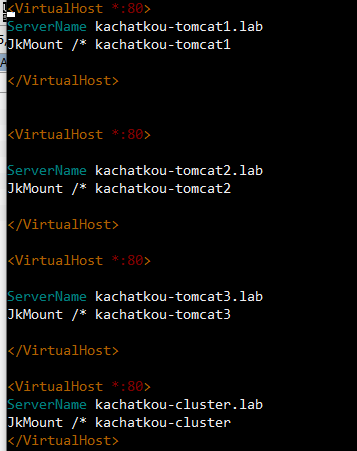 <VirtualHost *:80>
ServerName kachatkou-tomcat1.lab
JkMount /* kachatkou-tomcat1
</VirtualHost>
<VirtualHost *:80>
ServerName kachatkou-tomcat2.lab
JkMount /* kachatkou-tomcat2
</VirtualHost>
<VirtualHost *:80>
ServerName kachatkou-tomcat3.lab
JkMount /* kachatkou-tomcat3
</VirtualHost>
<VirtualHost *:80>
ServerName kachatkou-cluster.lab
JkMount /* kachatkou-cluster
</VirtualHost>